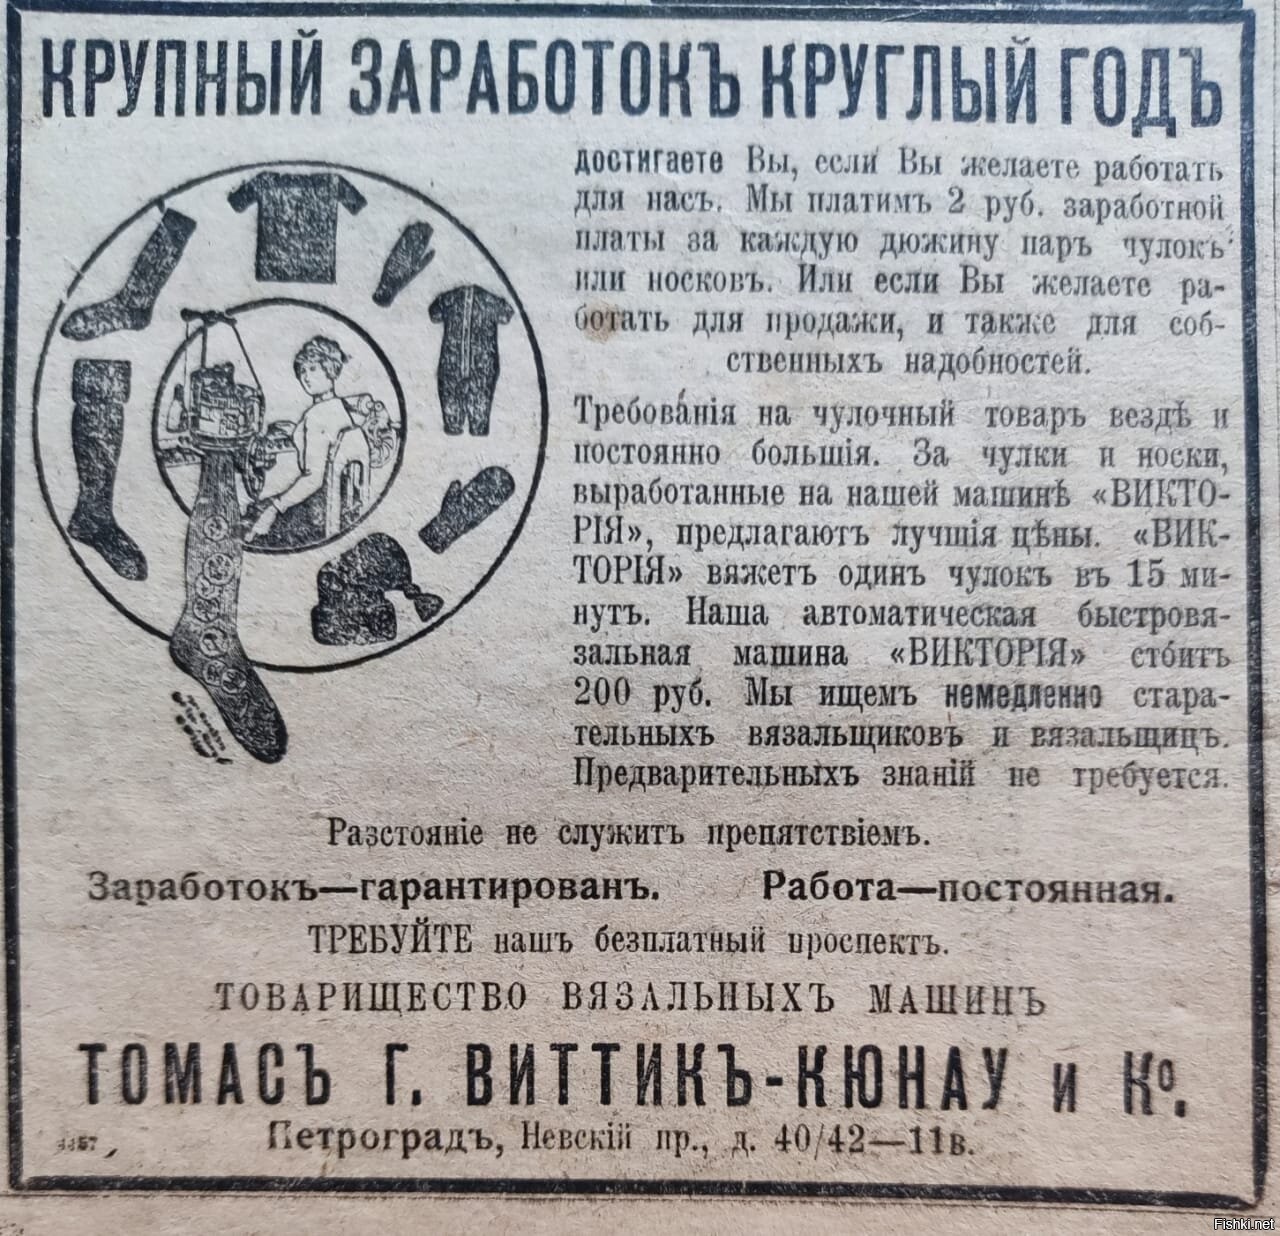 КРУПНЫЙ ЗАРАБОТОКЪ КРУГЛЫЙ ГОДЪ
достигаете Вы, если Вы желаете работать
для насъ. Мы платимъ 2 руб. заработной
платы за каждую дюжину паръ чулокъ
или носковъ. Или если Вы желаете ра-
ботать для продажи, и также для соб-
ственныхъ надобностей.
Требованія на чулочный товаръ вездѣ и
постоянно большія. За чулки и носки,
выработанные на нашей машинѣ «ВИКТО-
РІЯ», предлагаютъ лучшія цѣны. «ВИК-
ТОРІЯ» вяжетъ одинъ чулокъ въ 15 ми-
нутъ. Наша автоматическая быстровя-
зальная машина «ВИКТОРІЯ» сто́итъ
200 руб. Мы ищемъ немедленно стара-
тельныхъ вязальщиковъ и вязальщицъ.
Предварительныхъ знаній не требуется.
Разстояніе не служитъ препятствіемъ.
Заработокъ—гарантированъ. Работа—постоянная.
ТРЕБУЙТЕ нашъ безплатный проспектъ.
ТОВАРИЩЕСТВО ВЯЗАЛЬНЫХЪ МАШИНЪ
ТОМАСЪ Г. ВИТТИКЪ-КЮНАУ и Ко.
Петроградъ, Невскій пр., д. 40/42—11в.
Fishki.net